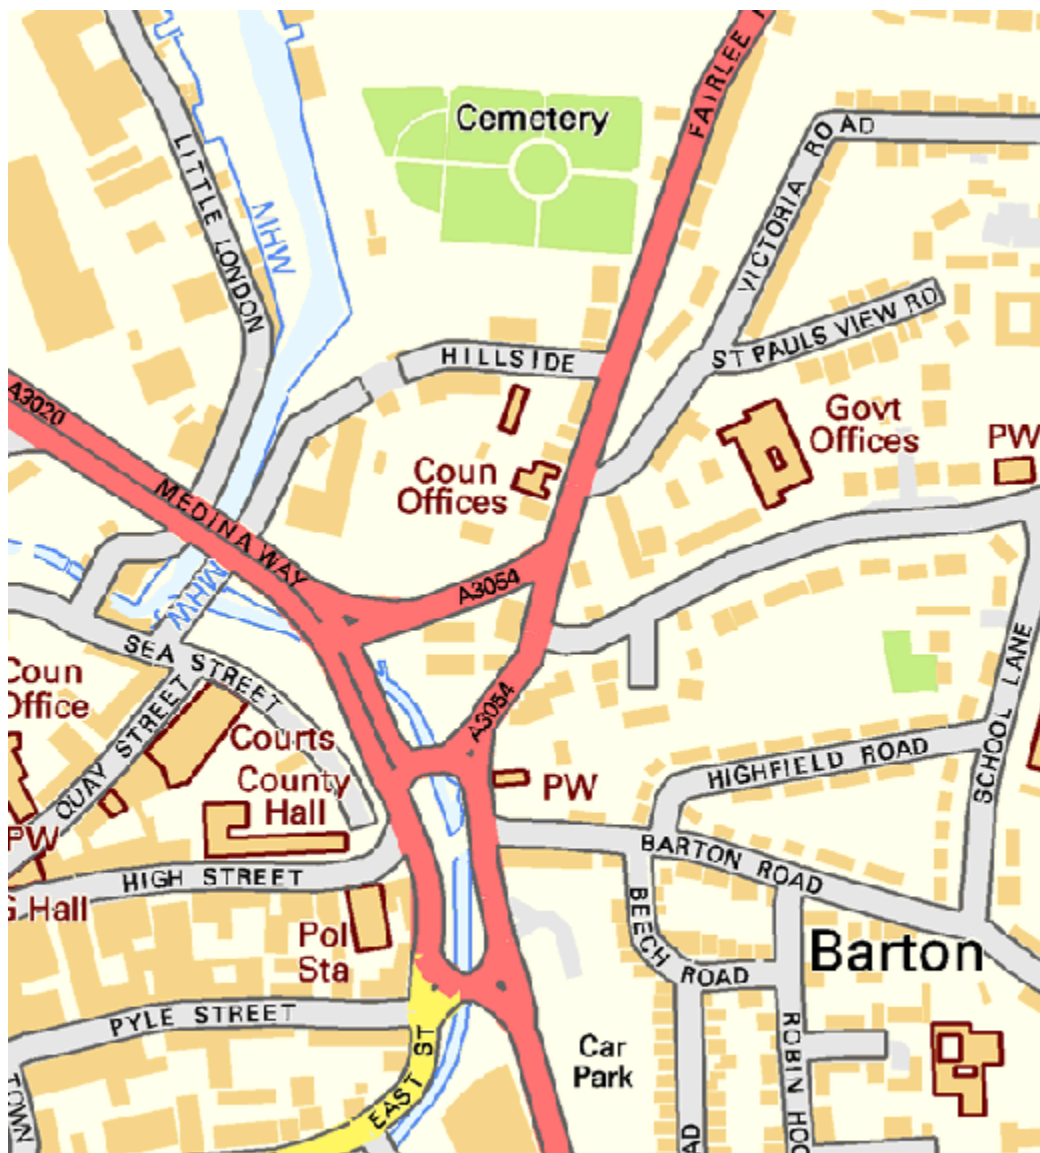 FAIRLEE
Cemetery
VICTORIA ROAD
LITTLE LONDON
MHW
ST PAULS VIEW RD
HILLSIDE
A3020
Govt
Offices
PW
Coun
Offices
MEDINA WAY
A3054
MHW
SEA STREET
Coun
Office
SCHOOL LANE
QUAY STREET
A3054
Courts
HIGHFIELD ROAD
County
Hall
PW
PW
BARTON ROAD
HIGH STREET
Hall
BEECH ROAD
Pol
Sta
Barton
PYLE STREET
EAST ST
Car
Park
ROBIN HOO
TOWN
AD